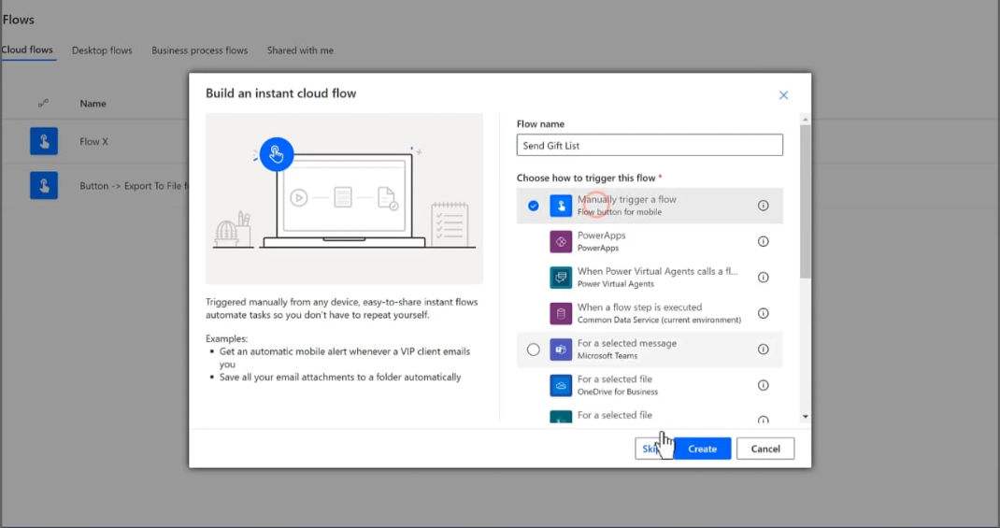 Flows
Cloud flows Desktop flows Business process flows Shared with me
Name
Flow X
Button -> Export To File
Build an instant cloud flow
Triggered manually from any device, easy-to-share instant flows
automate tasks so you don't have to repeat yourself.
Examples:
• Get an automatic mobile alert whenever a VIP client emails
you
• Save all your email attachments to a folder automatically
Flow name
Send Gift List
Choose how to trigger this flow *
Manually trigger a flow
Flow button for mobile
PowerApps
PowerApps
When Power Virtual Agents calls a fl...
Power Virtual Agents
When a flow step is executed
Common Data Service (current environment)
For a selected message
Microsoft Teams
For a selected file
OneDrive for Business
For a selected file
Create Cancel